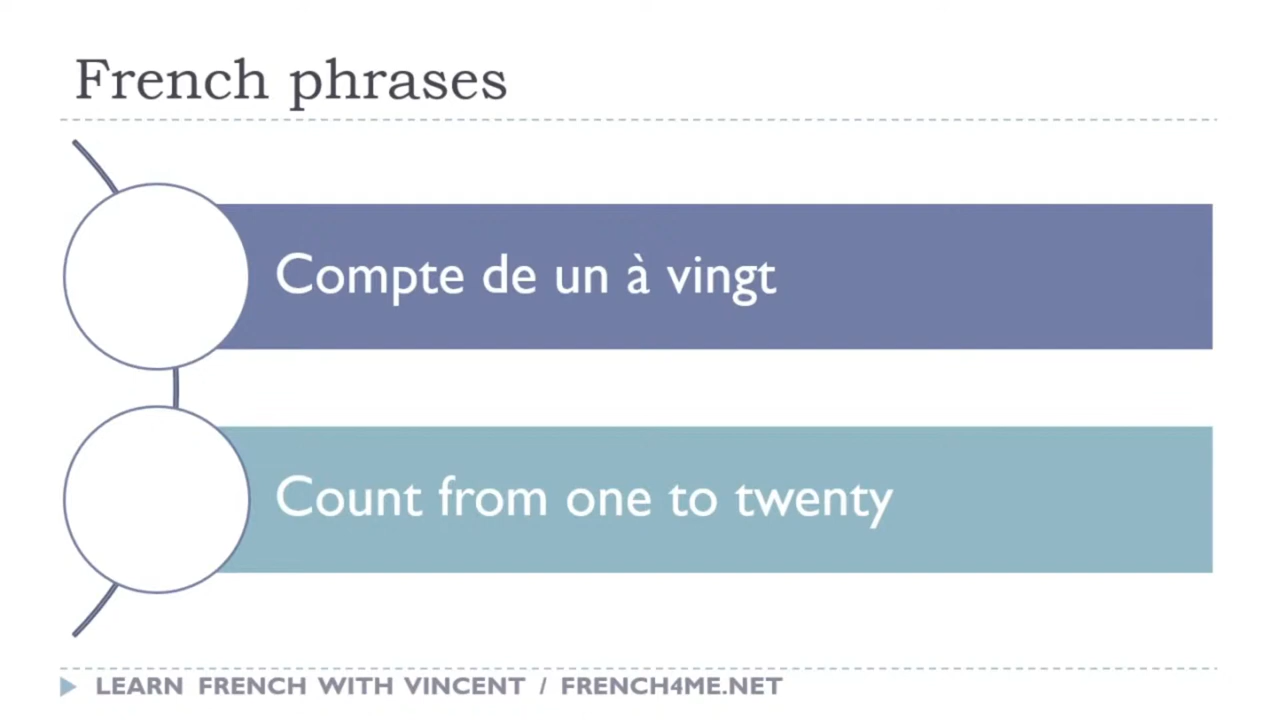 French phrases
Compte de un à vingt
Count from one to twenty
LEARN FRENCH WITH VINCENT / FRENCH4ME.NET